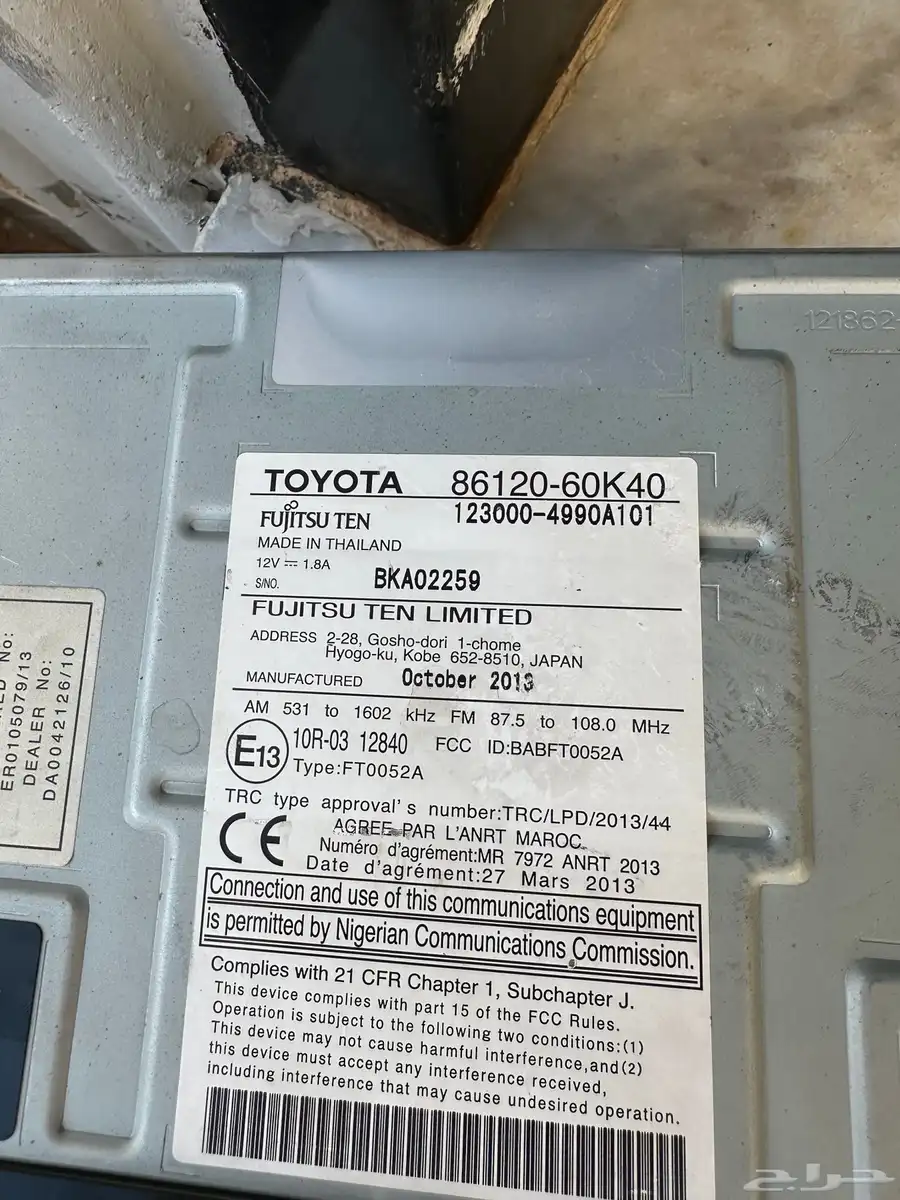 121862-
TOYOTA 86120-60K40
FUJITSU TEN 123000-4990A101
MADE IN THAILAND
12V ⎓ 1.8A
S/NO. BKA02259
FUJITSU TEN LIMITED
ADDRESS 2-28, Gosho-dori 1-chome
Hyogo-ku, Kobe 652-8510, JAPAN
MANUFACTURED October 2013
AM 531 to 1602 kHz FM 87.5 to 108.0 MHz
E13 10R-03 12840 FCC ID:BABFT0052A
Type:FT0052A
TRC type approval's number:TRC/LPD/2013/44
CE AGREE PAR L'ANRT MAROC
Numéro d'agrément:MR 7972 ANRT 2013
Date d'agrément:27 Mars 2013
Connection and use of this communications equipment
is permitted by Nigerian Communications Commission.
Complies with 21 CFR Chapter 1, Subchapter J.
This device complies with part 15 of the FCC Rules.
Operation is subject to the following two conditions:(1)
This device may not cause harmful interference,and(2)
this device must accept any interference received,
including interference that may cause undesired operation.
No:
ER0105079/13
DEALER No:
DA0042126/10
حراج